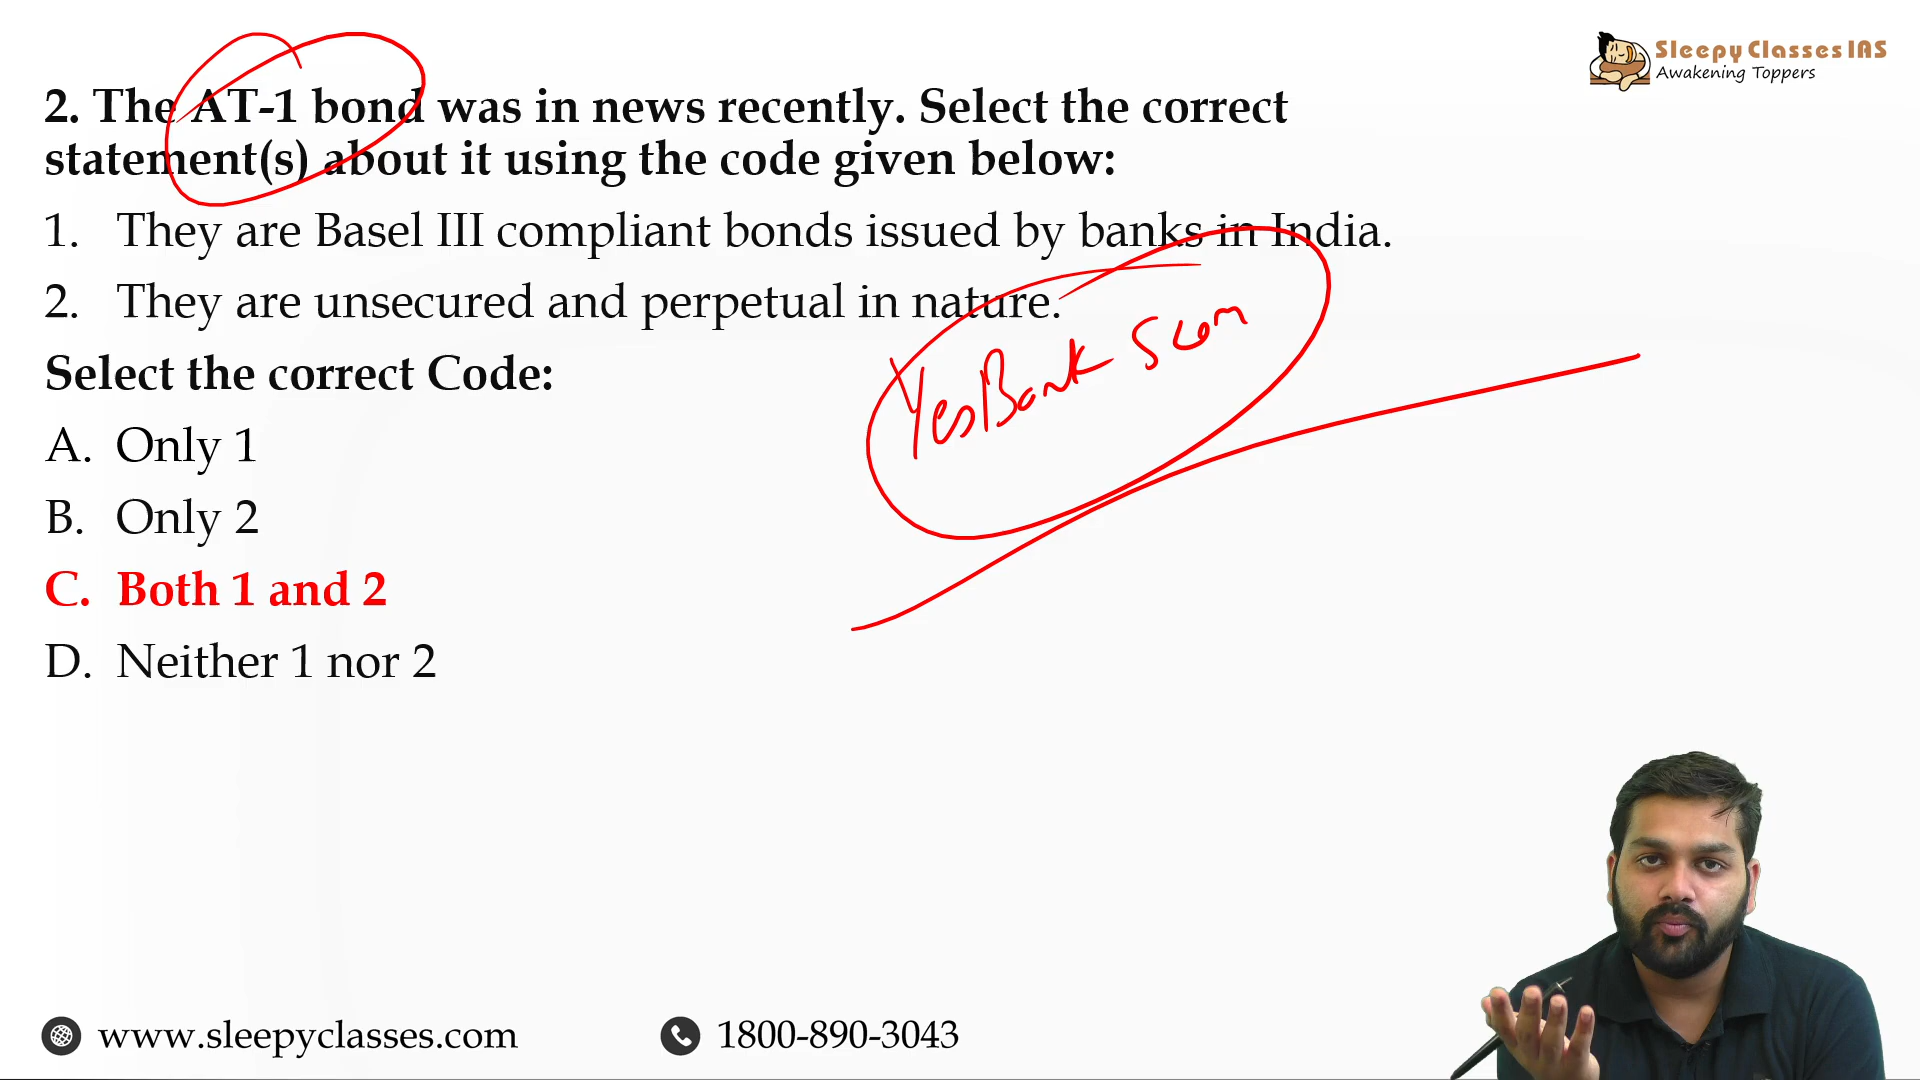 Sleepy Classes IAS
Awakening Toppers
2. The AT-1 bond was in news recently. Select the correct
statement(s) about it using the code given below:
1. They are Basel III compliant bonds issued by banks in India.
2. They are unsecured and perpetual in nature.
Yes Bank Scam
Select the correct Code:
A. Only 1
B. Only 2
C. Both 1 and 2
D. Neither 1 nor 2
www.sleepyclasses.com
1800-890-3043